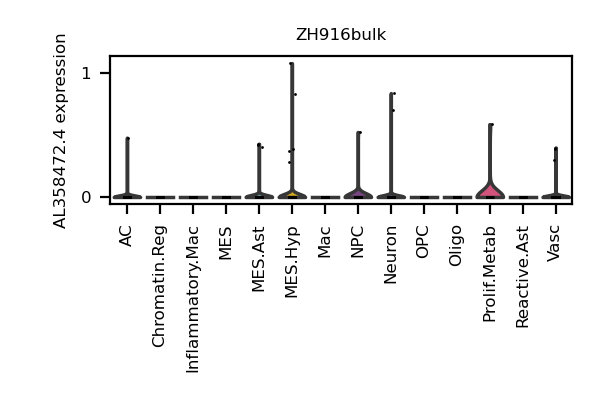 ZH916bulk
AL358472.4 expression
1
0
AC
Chromatin.Reg
Inflammatory.Mac
MES
MES.Ast
MES.Hyp
Mac
NPC
Neuron
OPC
Oligo
Prolif.Metab
Reactive.Ast
Vasc